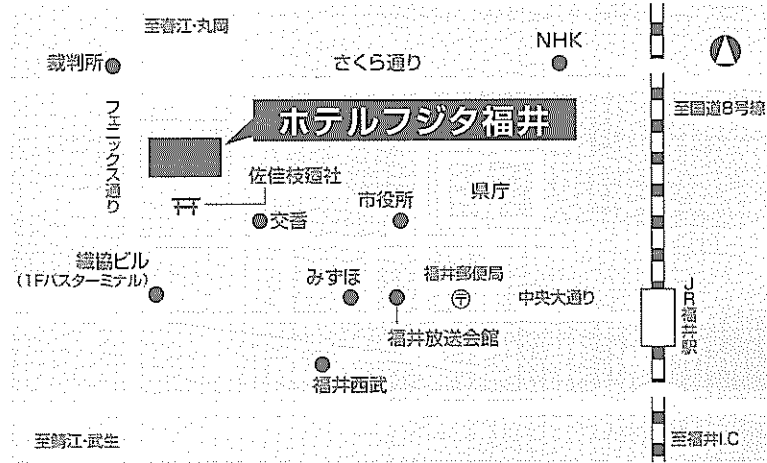 至春江・丸岡
NHK
裁判所
さくら通り
至国道8号線
フェニックス通り
ホテルフジタ福井
佐佳枝廼社
県庁
市役所
交番
繊協ビル
(1Fバスターミナル)
みずほ
福井郵便局
〒
中央大通り
JR福井駅
福井放送会館
福井西武
至鯖江・武生
至福井I.C